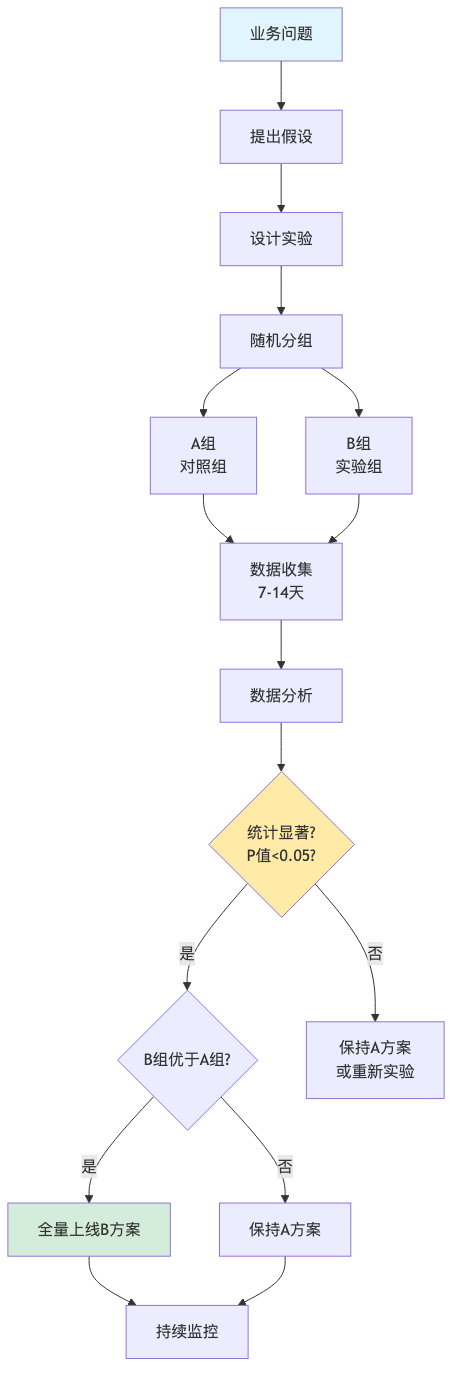 业务问题
提出假设
设计实验
随机分组
A组
对照组
B组
实验组
数据收集
7-14天
数据分析
统计显著?
P值<0.05?
是
否
B组优于A组?
保持A方案
或重新实验
是
否
全量上线B方案
保持A方案
持续监控